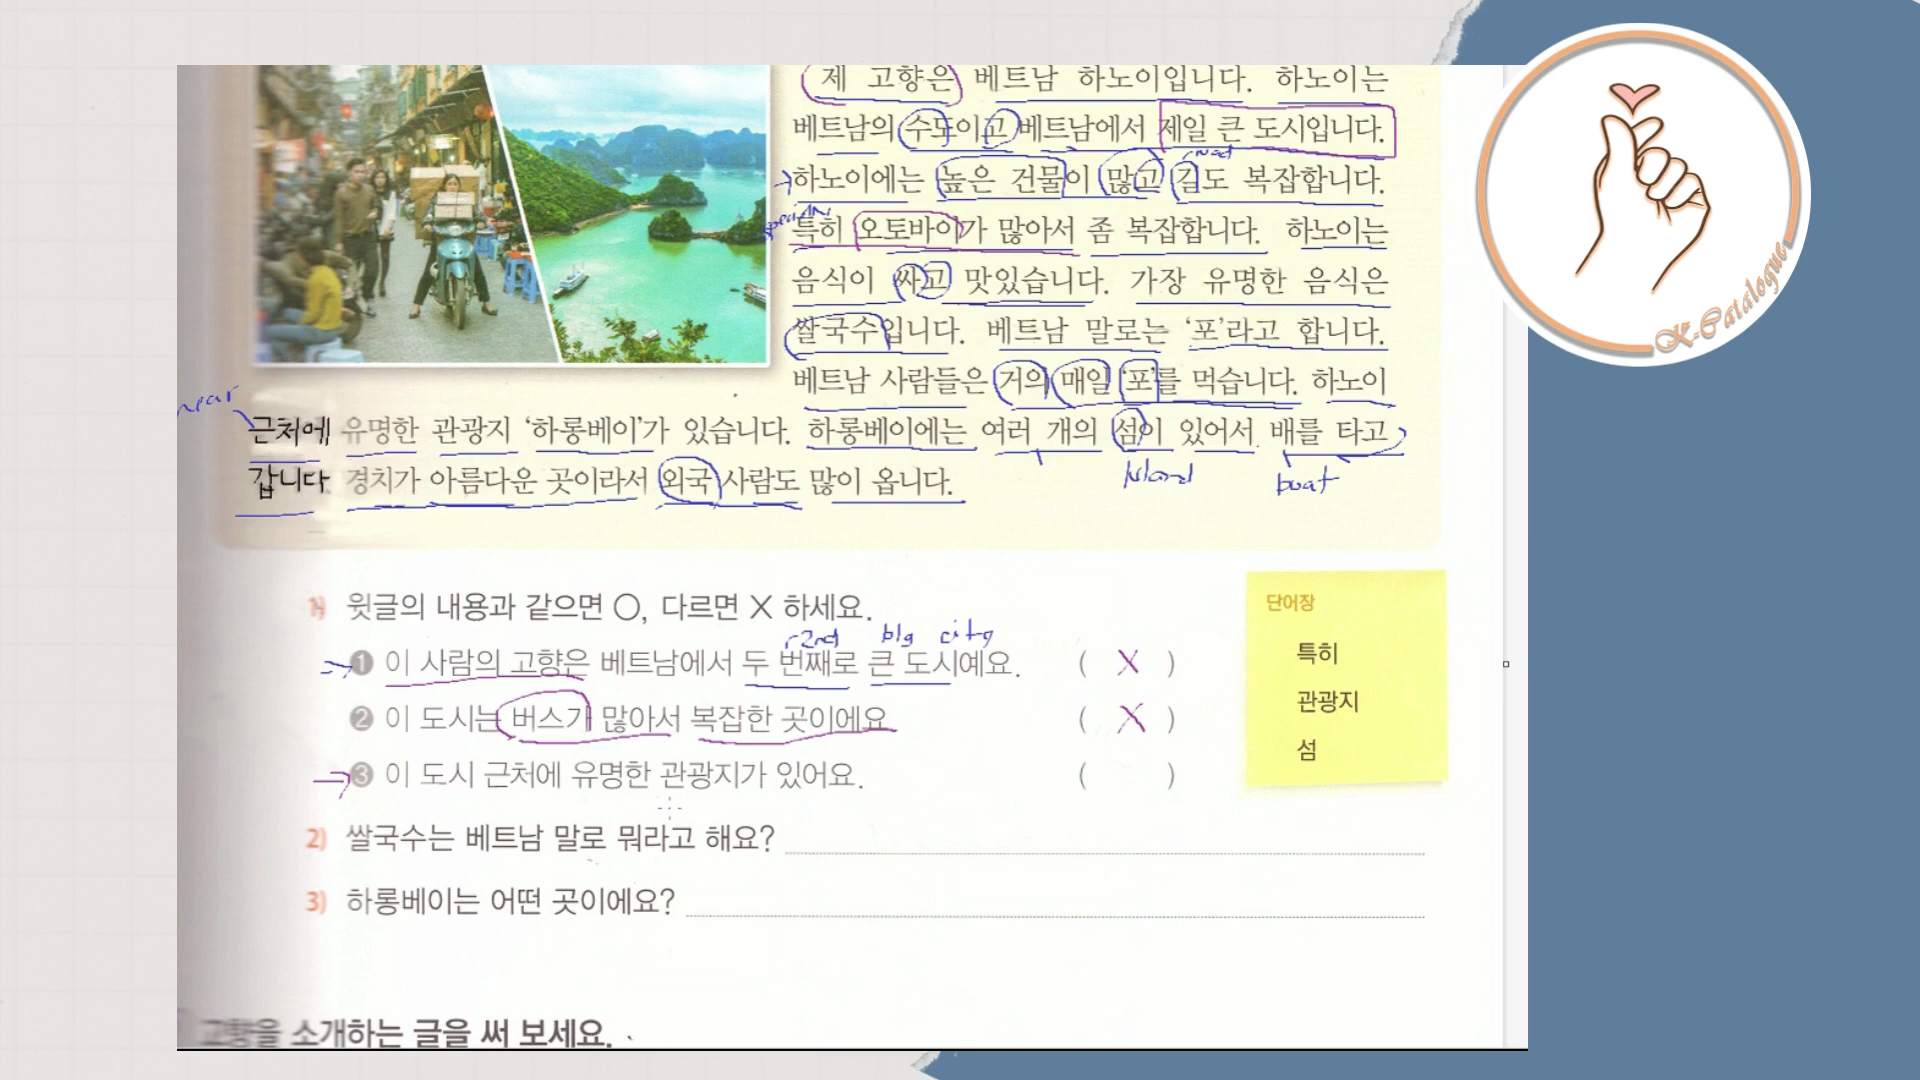 제 고향은 베트남 하노이입니다. 하노이는
베트남의 수도이고 베트남에서 제일 큰 도시입니다.
road
하노이에는 높은 건물이 많고 길도 복잡합니다.
특히 오토바이가 많아서 좀 복잡합니다. 하노이는
음식이 싸고 맛있습니다. 가장 유명한 음식은
쌀국수입니다. 베트남 말로는 ‘포’라고 합니다.
베트남 사람들은 거의 매일 ‘포’를 먹습니다. 하노이
near
근처에 유명한 관광지 ‘하롱베이’가 있습니다. 하롱베이에는 여러 개의 섬이 있어서 배를 타고
갑니다. 경치가 아름다운 곳이라서 외국 사람도 많이 옵니다.
island boat
1) 윗글의 내용과 같으면 ○, 다르면 X 하세요.
2nd big city
❶ 이 사람의 고향은 베트남에서 두 번째로 큰 도시예요. ( X )
❷ 이 도시는 버스가 많아서 복잡한 곳이에요. ( X )
❸ 이 도시 근처에 유명한 관광지가 있어요. ( )
2) 쌀국수는 베트남 말로 뭐라고 해요?
3) 하롱베이는 어떤 곳이에요?
고향을 소개하는 글을 써 보세요.
단어장
특히
관광지
섬
K-Catalogue